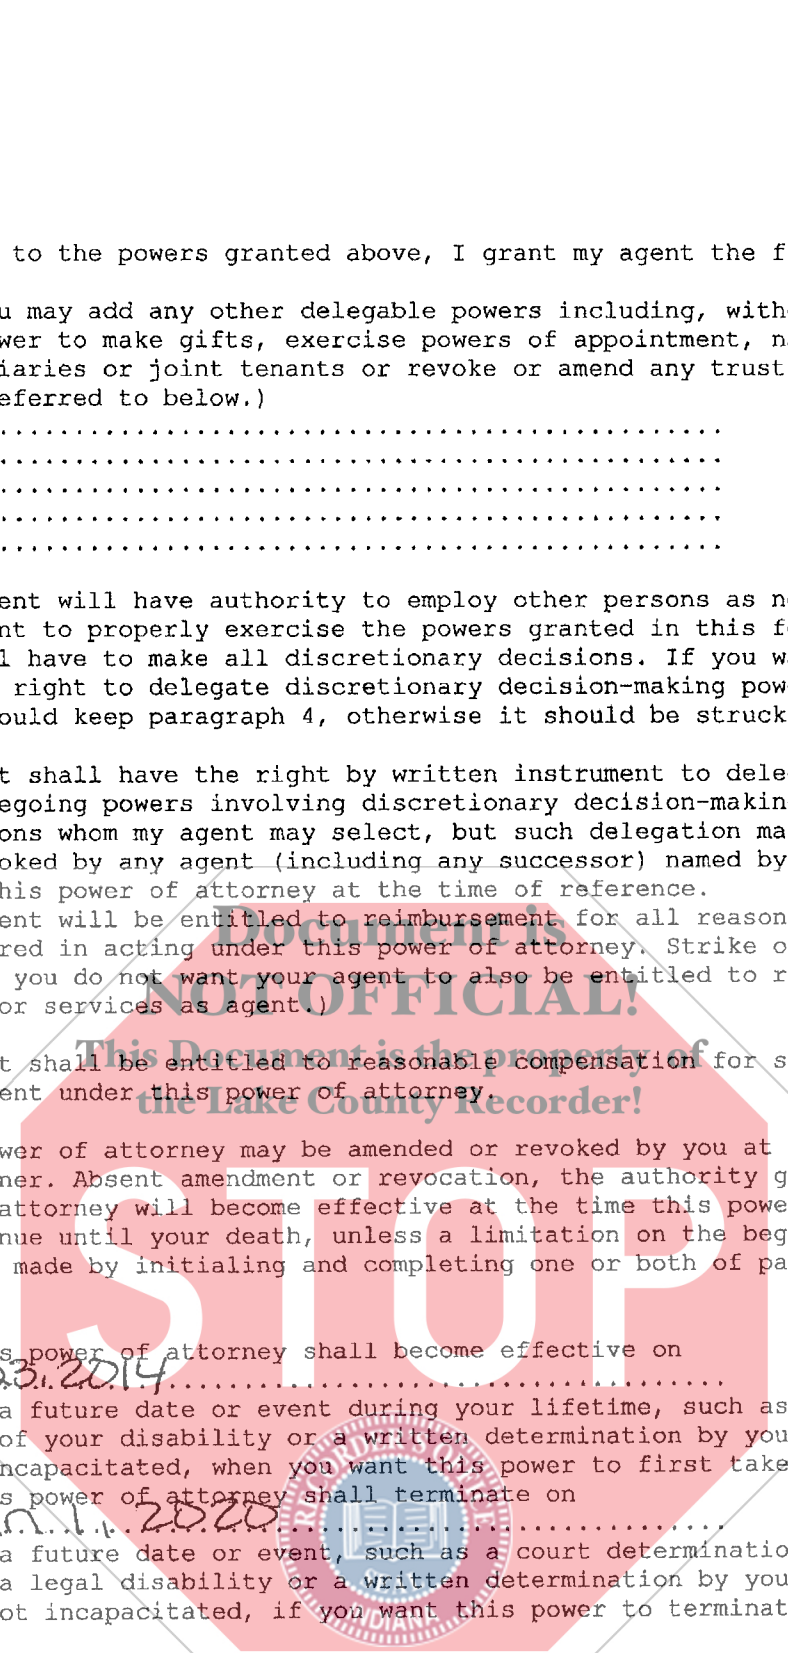 to the powers granted above, I grant my agent the f
u may add any other delegable powers including, with
wer to make gifts, exercise powers of appointment, n
iaries or joint tenants or revoke or amend any trust
eferred to below.)
................................................
................................................
................................................
................................................
................................................
ent will have authority to employ other persons as n
nt to properly exercise the powers granted in this f
l have to make all discretionary decisions. If you w
right to delegate discretionary decision-making pow
ould keep paragraph 4, otherwise it should be struck
t shall have the right by written instrument to dele
egoing powers involving discretionary decision-makin
ons whom my agent may select, but such delegation ma
oked by any agent (including any successor) named by
his power of attorney at the time of reference.
ent will be entitled to reimbursement for all reason
Document is
red in acting under this power of attorney. Strike o
you do not want your agent to also be entitled to r
NOT OFFICIAL!
or services as agent.)
This Document is the property of
t shall be entitled to reasonable compensation for s
ent under this power of attorney.
the Lake County Recorder!
wer of attorney may be amended or revoked by you at
ner. Absent amendment or revocation, the authority g
attorney will become effective at the time this powe
nue until your death, unless a limitation on the beg
made by initialing and completing one or both of pa
STOP
s power of attorney shall become effective on
3. 2014
a future date or event during your lifetime, such as
of your disability or a written determination by you
ncapacitated, when you want this power to first take
s power of attorney shall terminate on
n. 1, 2020
a future date or event, such as a court determinatio
a legal disability or a written determination by you
ot incapacitated, if you want this power to terminat
RECORDER'S OFFICE
INDIANA